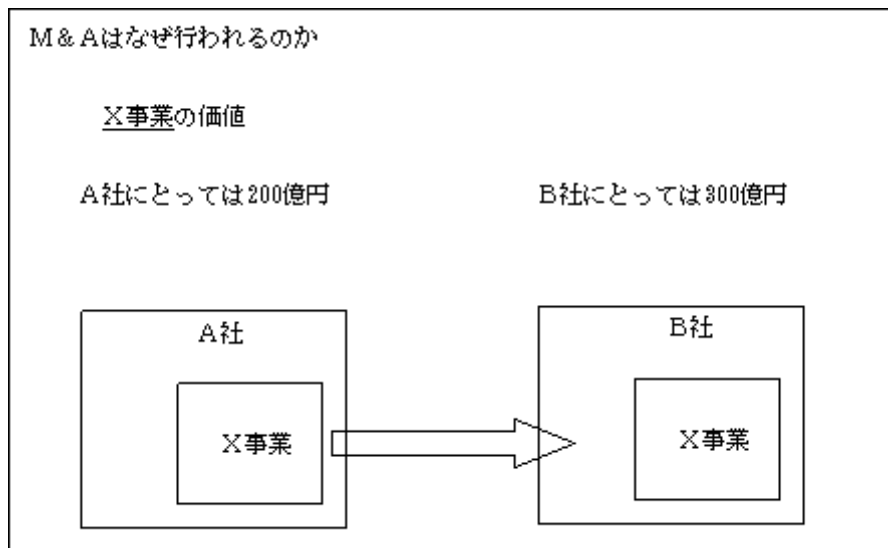 Ｍ＆Ａはなぜ行われるのか
Ｘ事業の価値
Ａ社にとっては200億円
Ｂ社にとっては300億円
Ａ社
Ｂ社
Ｘ事業
Ｘ事業